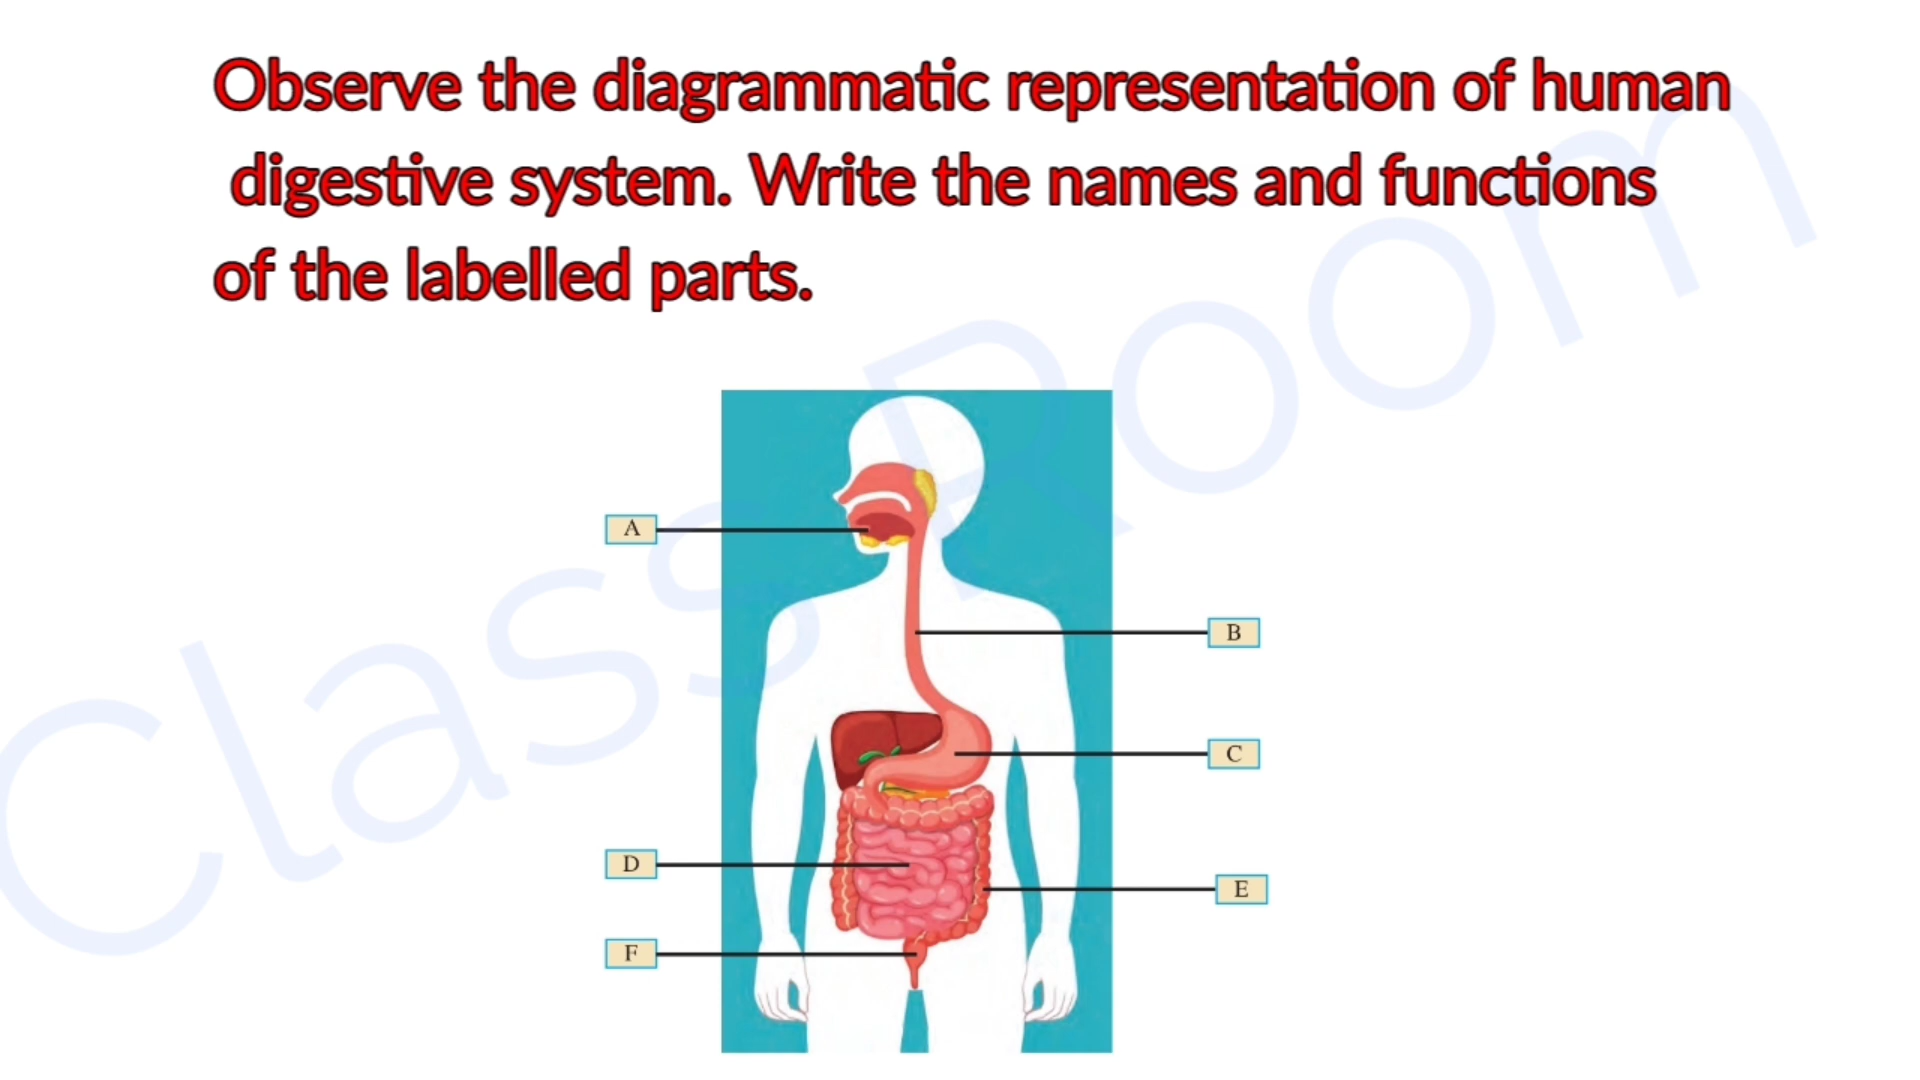 Observe the diagrammatic representation of human
digestive system. Write the names and functions
of the labelled parts.
Class Room
A
B
C
D
E
F